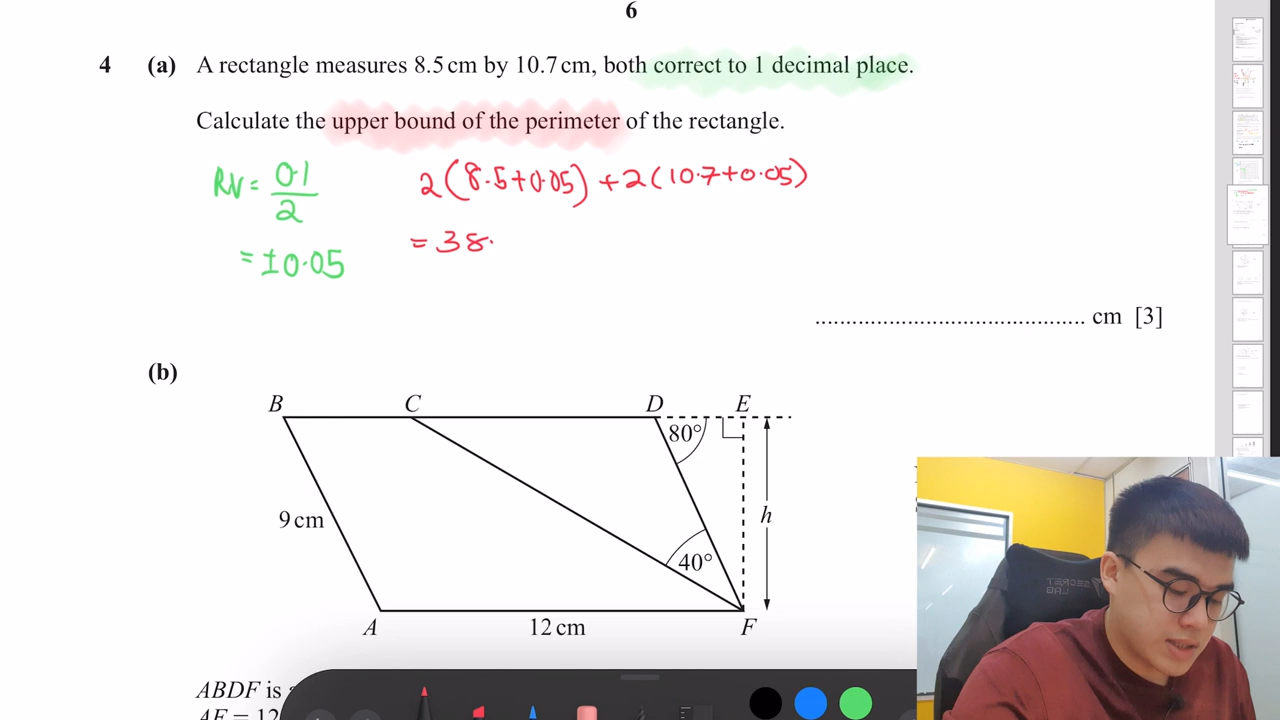 6
4 (a) A rectangle measures 8.5 cm by 10.7 cm, both correct to 1 decimal place.
Calculate the upper bound of the perimeter of the rectangle.
RV = 0.1/2
= ±0.05
2(8.5+0.05) + 2(10.7+0.05)
= 38.
........................................... cm [3]
(b)
B C D E
80°
9 cm
h
40°
A 12 cm F
ABDF is
AF = 12
SECRET
LAB